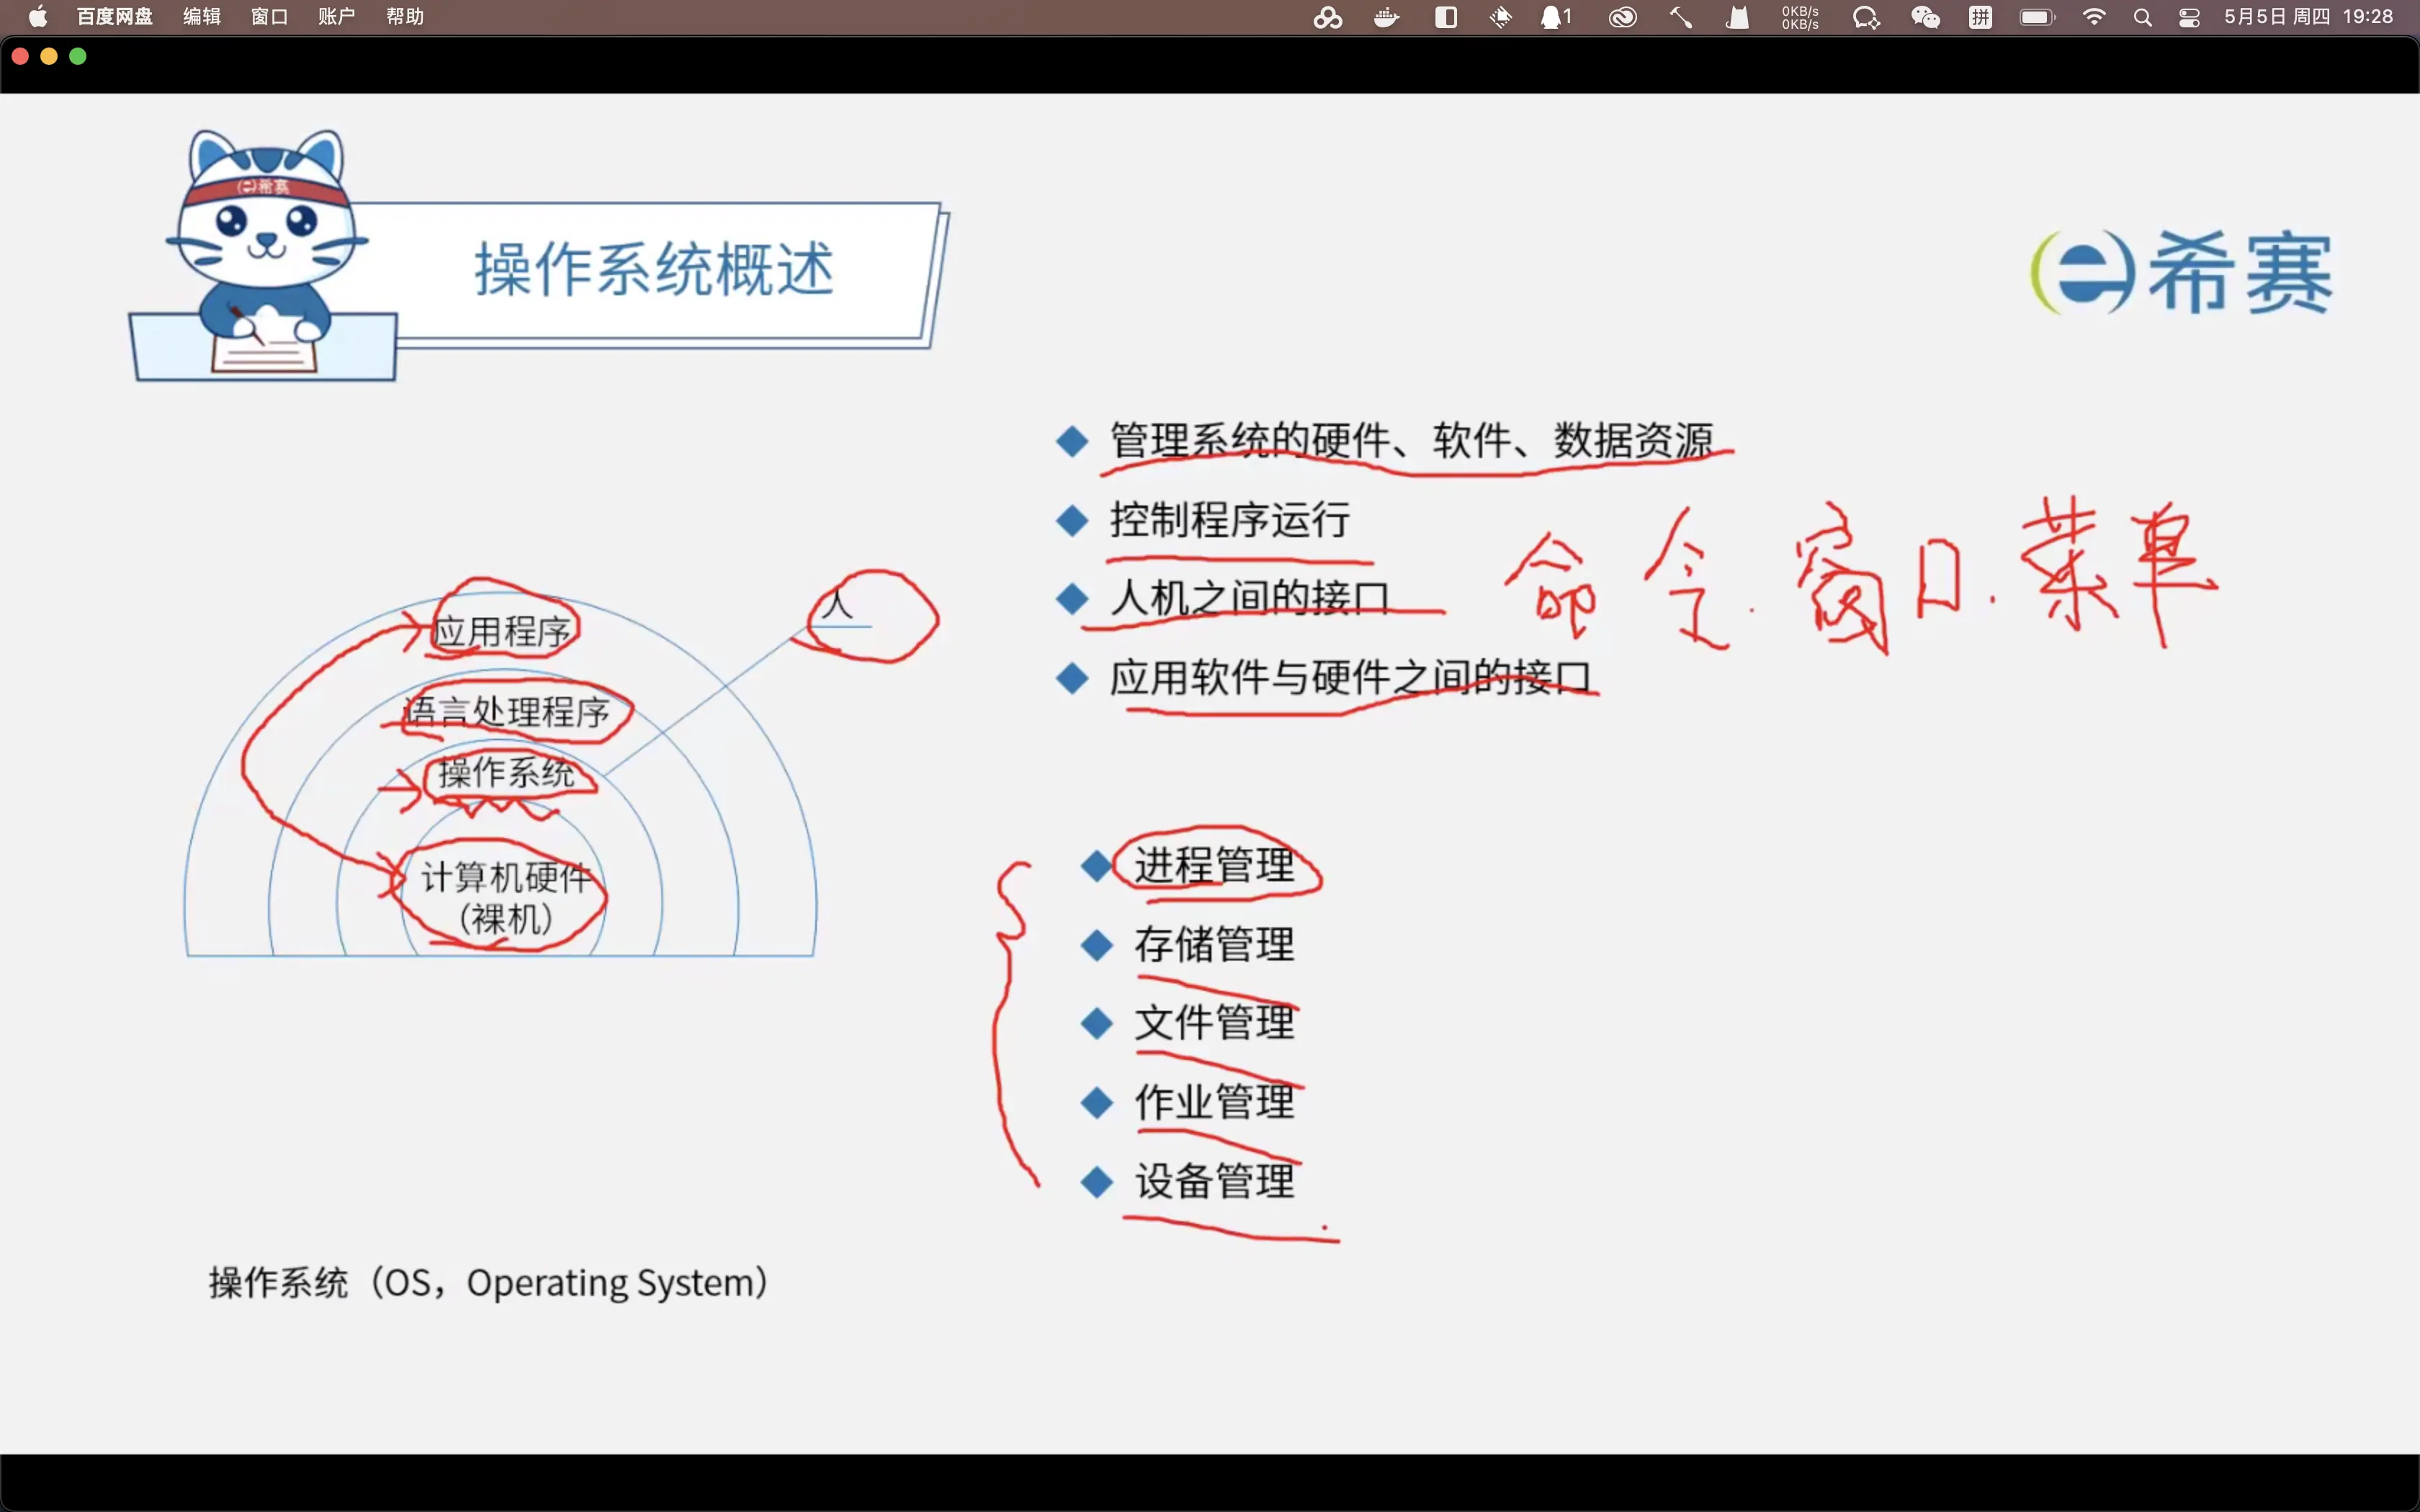 百度网盘 编辑 窗口 账户 帮助 1 0KB/s 0KB/s 拼 5月5日 周四 19:28
希赛
操作系统概述
希赛
管理系统的硬件、软件、数据资源
控制程序运行
人机之间的接口
命令.窗口.菜单
应用软件与硬件之间的接口
人
应用程序
语言处理程序
操作系统
计算机硬件
（裸机）
进程管理
存储管理
文件管理
作业管理
设备管理
操作系统（OS，Operating System）